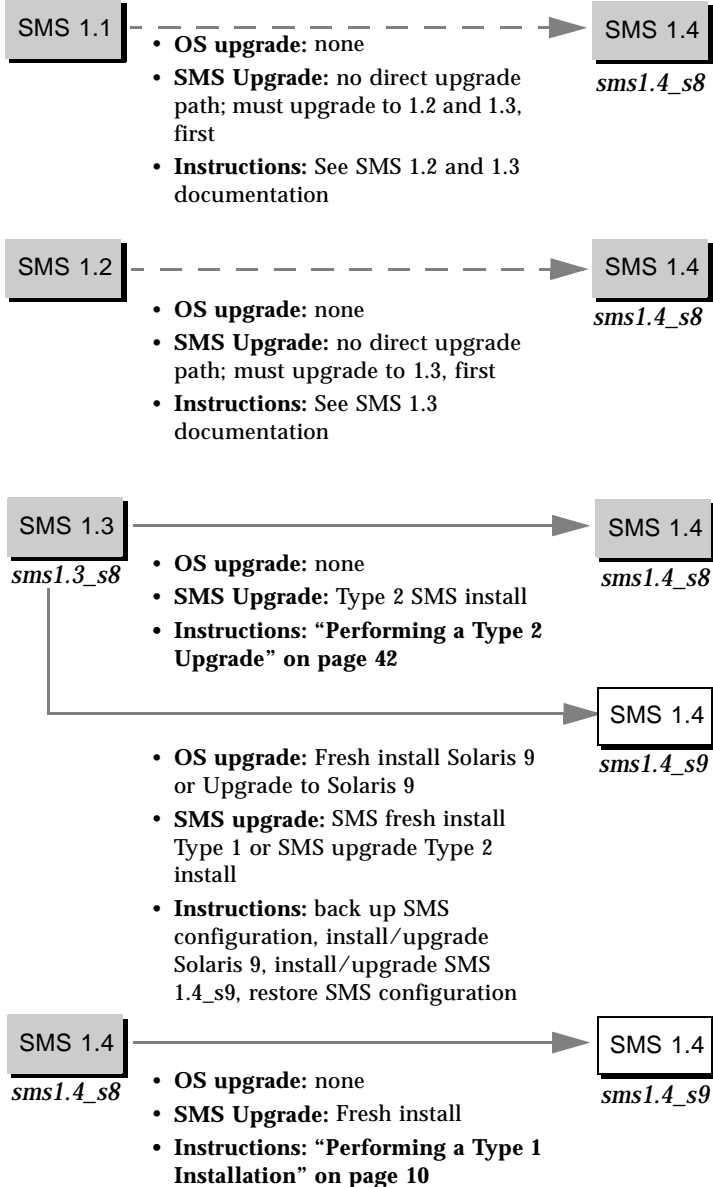 SMS 1.1
SMS 1.4
sms1.4_s8
• OS upgrade: none
• SMS Upgrade: no direct upgrade
path; must upgrade to 1.2 and 1.3,
first
• Instructions: See SMS 1.2 and 1.3
documentation
SMS 1.2
SMS 1.4
sms1.4_s8
• OS upgrade: none
• SMS Upgrade: no direct upgrade
path; must upgrade to 1.3, first
• Instructions: See SMS 1.3
documentation
SMS 1.3
sms1.3_s8
SMS 1.4
sms1.4_s8
• OS upgrade: none
• SMS Upgrade: Type 2 SMS install
• Instructions: “Performing a Type 2
Upgrade” on page 42
SMS 1.4
sms1.4_s9
• OS upgrade: Fresh install Solaris 9
or Upgrade to Solaris 9
• SMS upgrade: SMS fresh install
Type 1 or SMS upgrade Type 2
install
• Instructions: back up SMS
configuration, install/upgrade
Solaris 9, install/upgrade SMS
1.4_s9, restore SMS configuration
SMS 1.4
sms1.4_s8
SMS 1.4
sms1.4_s9
• OS upgrade: none
• SMS Upgrade: Fresh install
• Instructions: “Performing a Type 1
Installation” on page 10